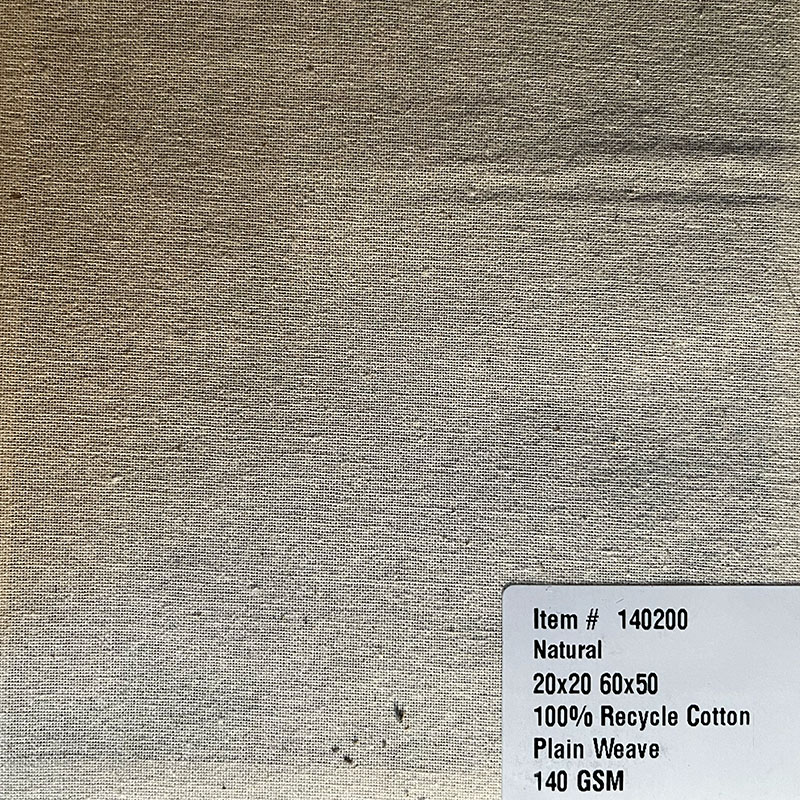 Item # 140200
Natural
20x20 60x50
100% Recycle Cotton
Plain Weave
140 GSM